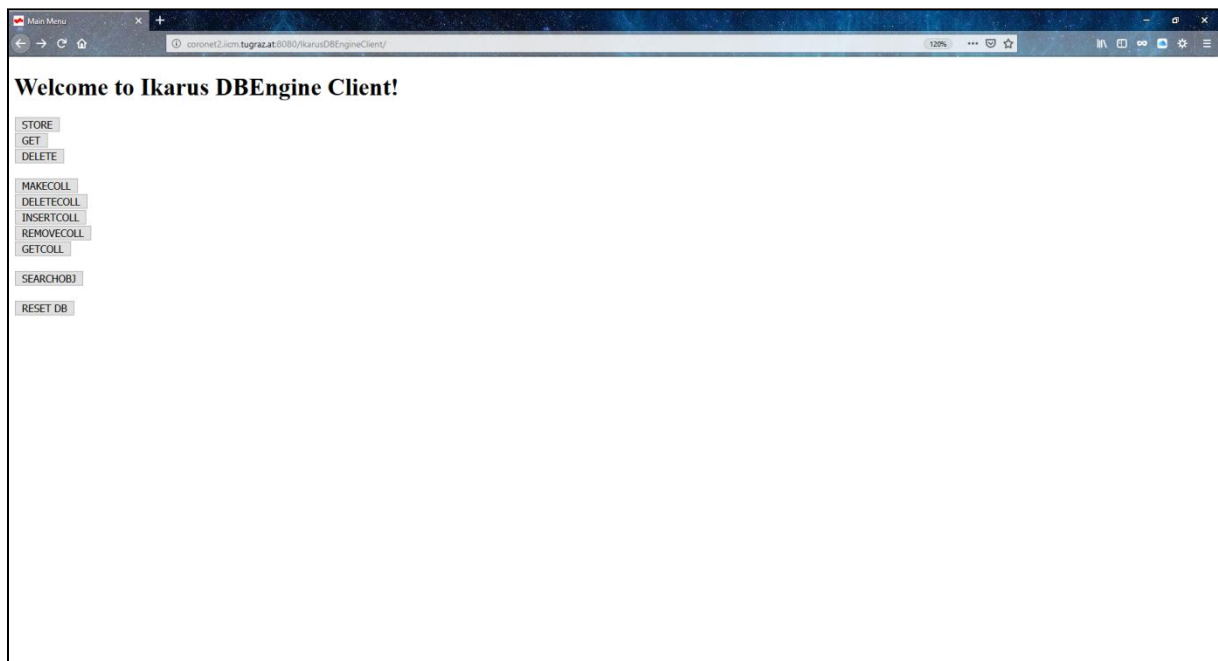 Main Menu
coronet2.iicm.tugraz.at:8080/IkarusDBEngineClient/
120%
Welcome to Ikarus DBEngine Client!
STORE
GET
DELETE
MAKECOLL
DELETECOLL
INSERTCOLL
REMOVECOLL
GETCOLL
SEARCHOBJ
RESET DB